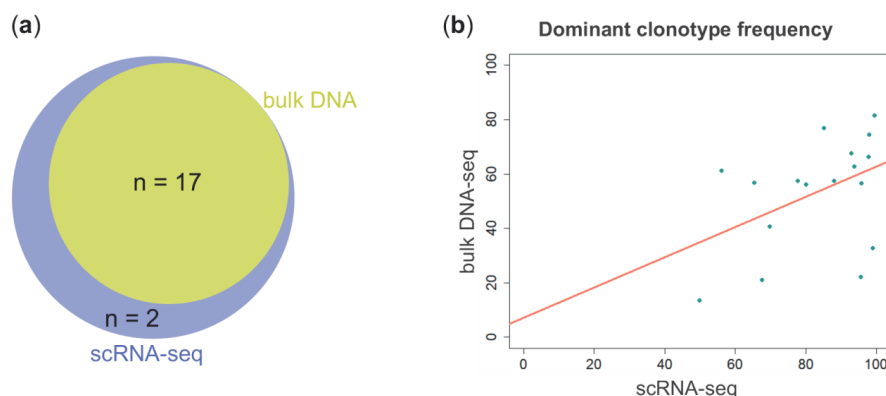 (a)
bulk DNA
n = 17
n = 2
scRNA-seq
(b)
Dominant clonotype frequency
bulk DNA-seq
100
80
60
40
20
0
0 20 40 60 80 100
scRNA-seq